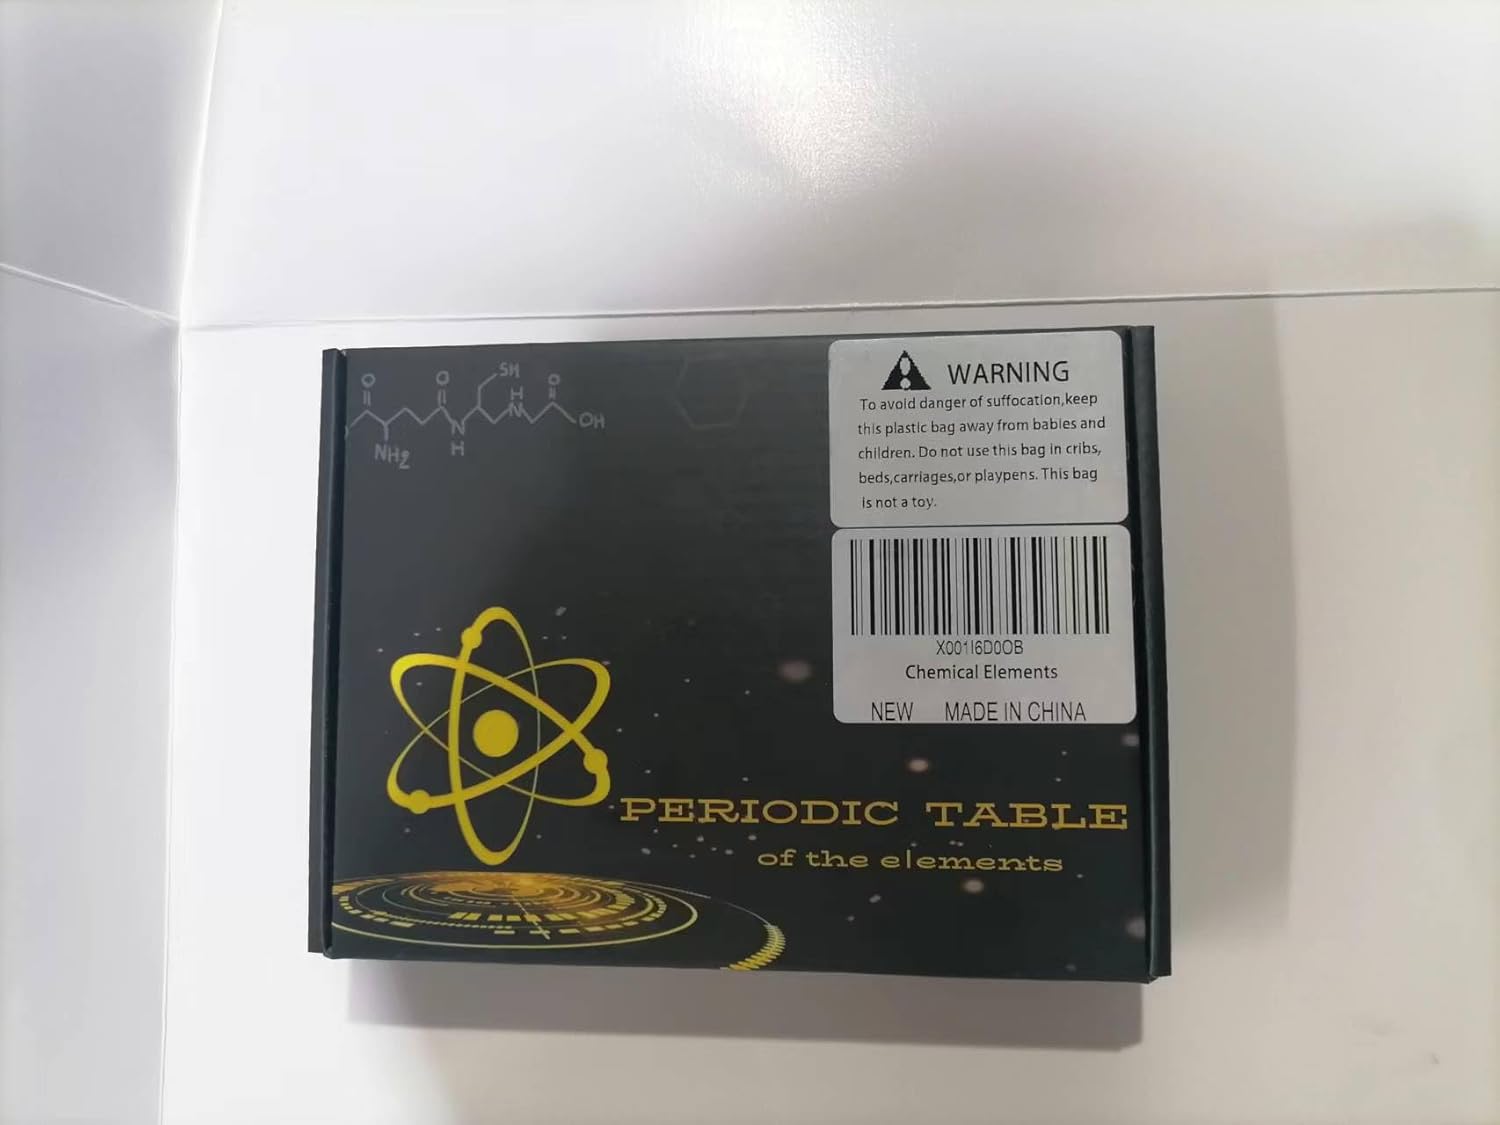 O
O
SH
H
N
O
OH
NH2
N
H
WARNING
To avoid danger of suffocation,keep
this plastic bag away from babies and
children. Do not use this bag in cribs,
beds,carriages,or playpens. This bag
is not a toy.
X001I6D0OB
Chemical Elements
NEW MADE IN CHINA
PERIODIC TABLE
of the elements